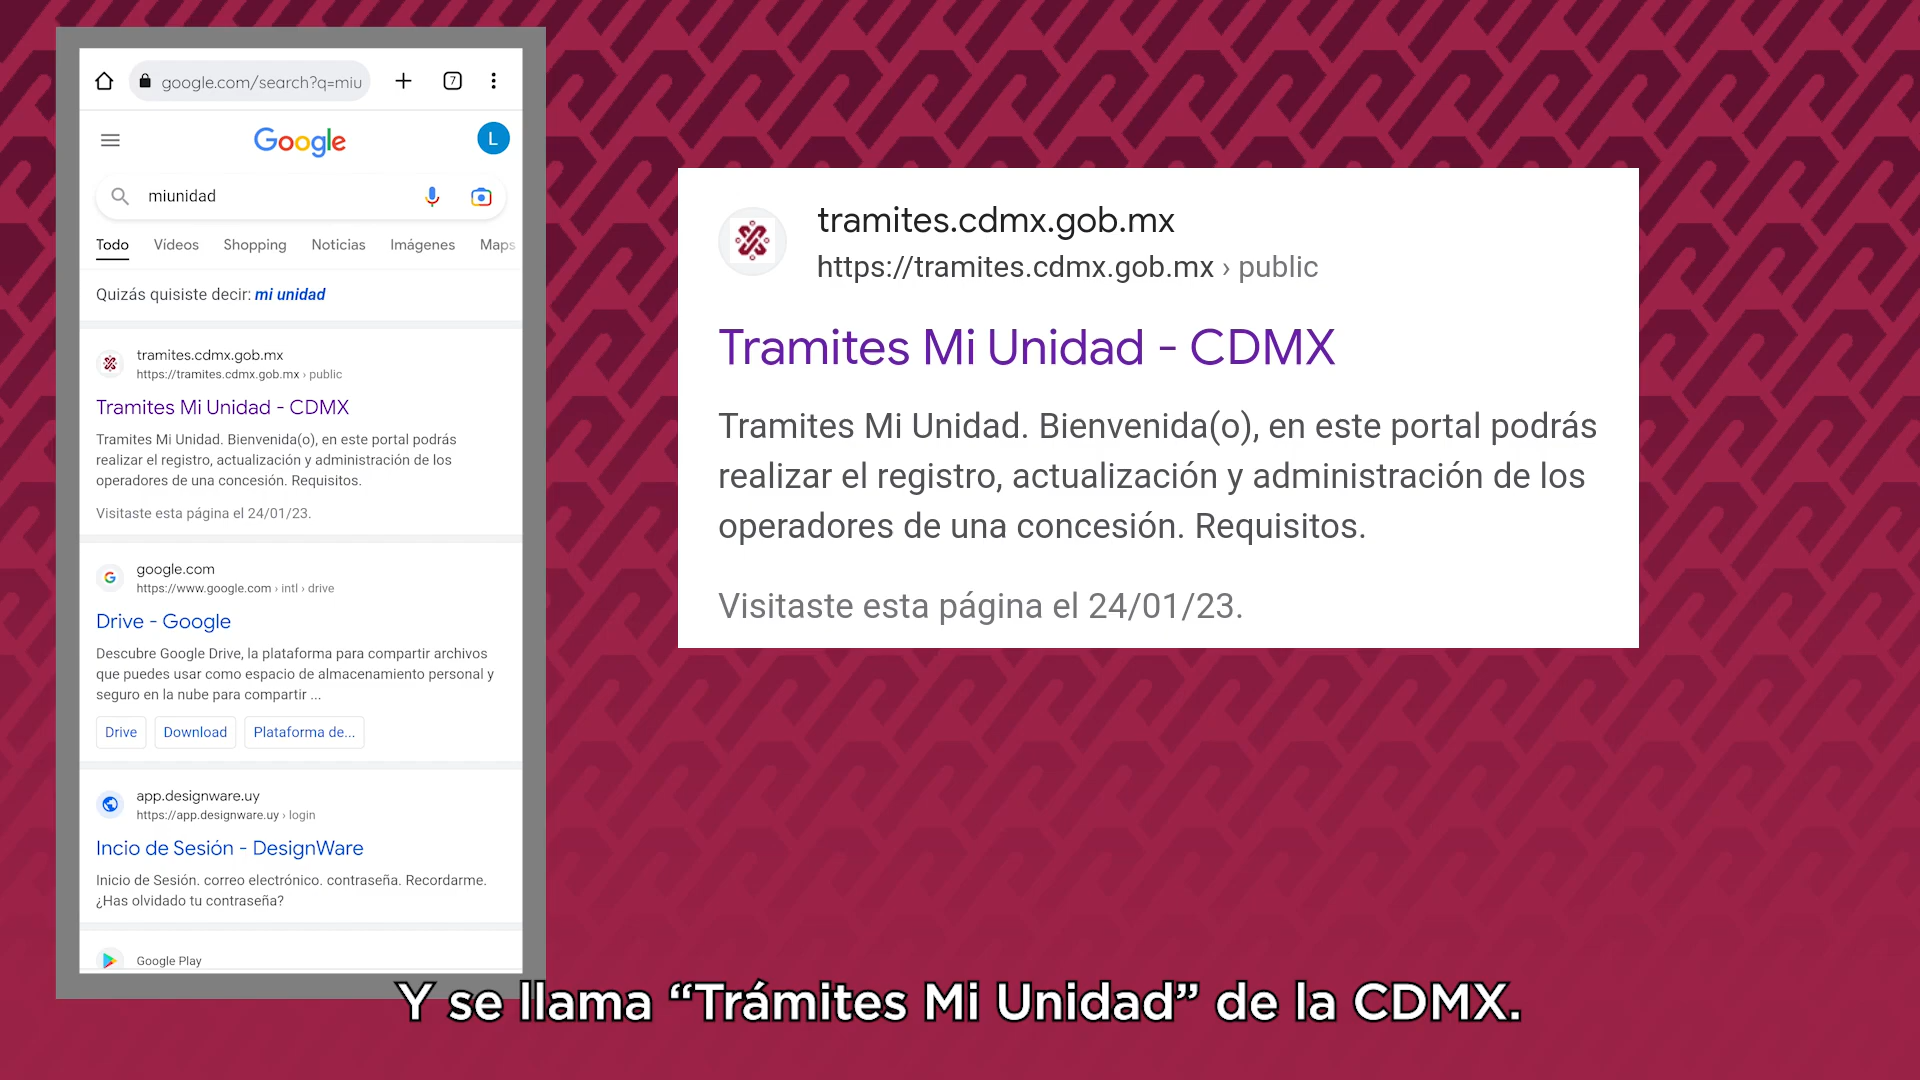 google.com/search?q=miu
7
Google
L
miunidad
Todo Vídeos Shopping Noticias Imágenes Maps
Quizás quisiste decir: mi unidad
tramites.cdmx.gob.mx
https://tramites.cdmx.gob.mx › public
Tramites Mi Unidad - CDMX
Tramites Mi Unidad. Bienvenida(o), en este portal podrás
realizar el registro, actualización y administración de los
operadores de una concesión. Requisitos.
Visitaste esta página el 24/01/23.
google.com
https://www.google.com › intl › drive
Drive - Google
Descubre Google Drive, la plataforma para compartir archivos
que puedes usar como espacio de almacenamiento personal y
seguro en la nube para compartir ...
Drive Download Plataforma de...
app.designware.uy
https://app.designware.uy › login
Incio de Sesión - DesignWare
Inicio de Sesión. correo electrónico. contraseña. Recordarme.
¿Has olvidado tu contraseña?
Google Play
tramites.cdmx.gob.mx
https://tramites.cdmx.gob.mx › public
Tramites Mi Unidad - CDMX
Tramites Mi Unidad. Bienvenida(o), en este portal podrás
realizar el registro, actualización y administración de los
operadores de una concesión. Requisitos.
Visitaste esta página el 24/01/23.
Y se llama “Trámites Mi Unidad” de la CDMX.